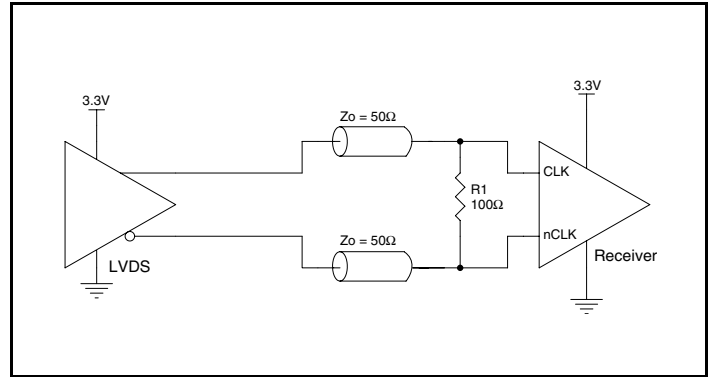 3.3V
3.3V
Zo = 50Ω
CLK
R1
100Ω
nCLK
Zo = 50Ω
Receiver
LVDS